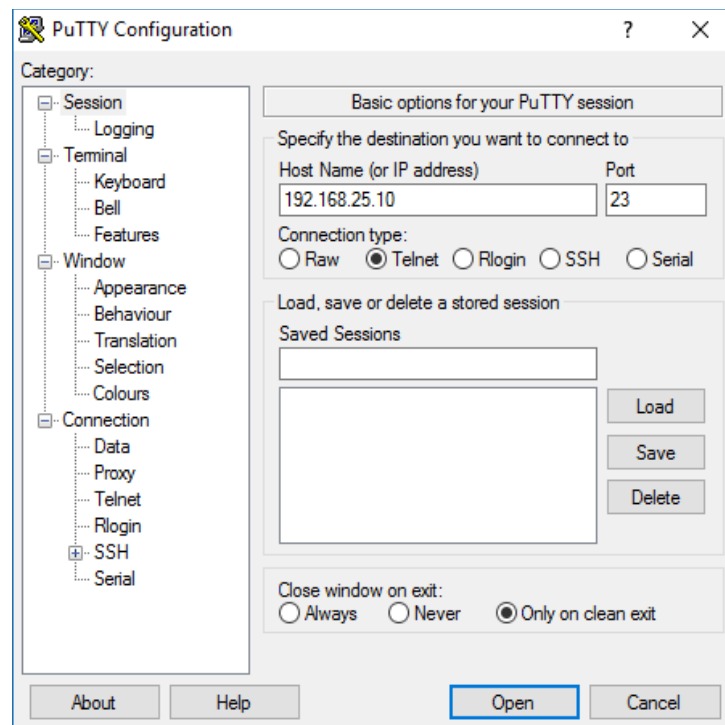 PuTTY Configuration
?
Category:
Session
Logging
Terminal
Keyboard
Bell
Features
Window
Appearance
Behaviour
Translation
Selection
Colours
Connection
Data
Proxy
Telnet
Rlogin
SSH
Serial
Basic options for your PuTTY session
Specify the destination you want to connect to
Host Name (or IP address) Port
192.168.25.10 23
Connection type:
Raw Telnet Rlogin SSH Serial
Load, save or delete a stored session
Saved Sessions
Load
Save
Delete
Close window on exit:
Always Never Only on clean exit
About Help Open Cancel